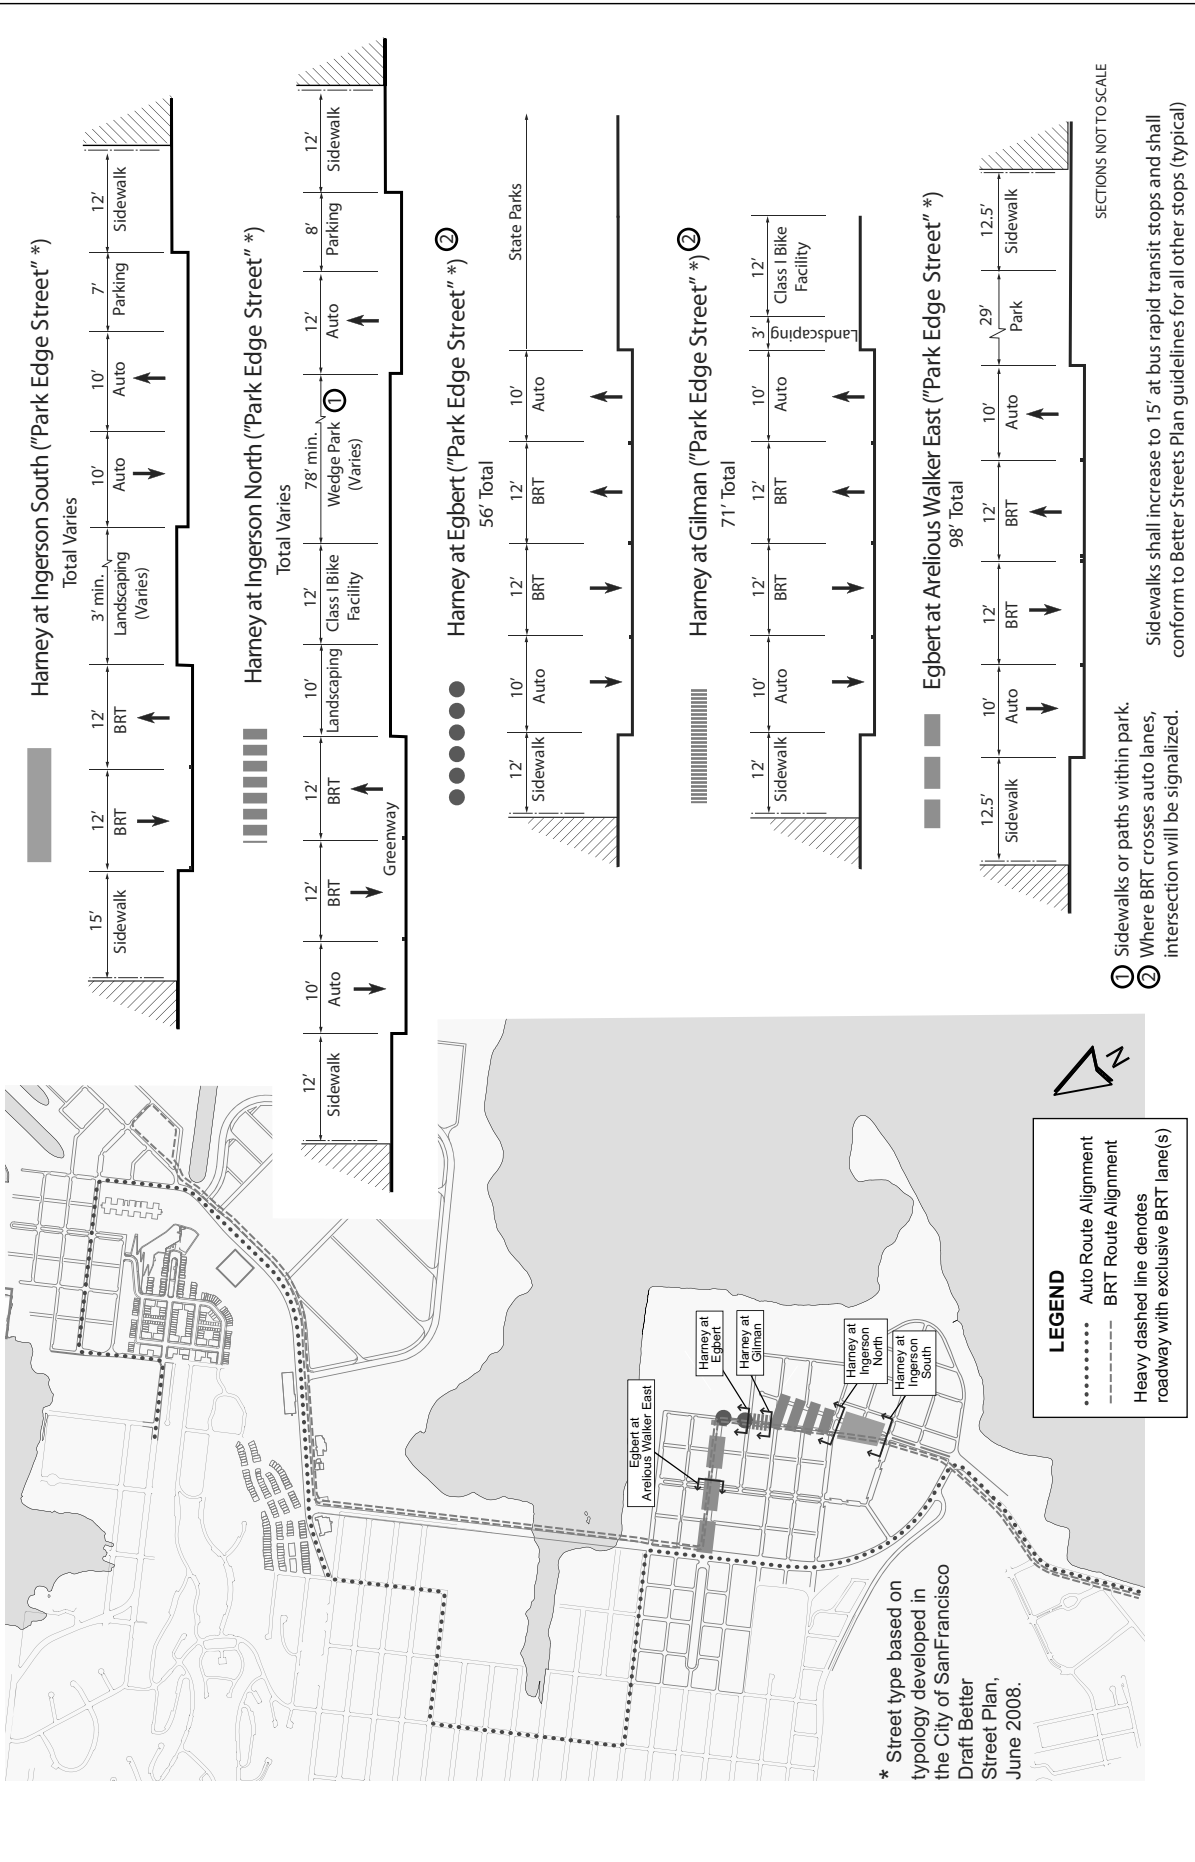 Harney at Ingerson South ("Park Edge Street" *)
Total Varies
15' 12' 12' 3' min. 10' 10' 7' 12'
Sidewalk BRT BRT Landscaping Auto Auto Parking Sidewalk
(Varies)
Harney at Ingerson North ("Park Edge Street" *)
Total Varies
12' 10' 12' 12' 10' 12' 78' min. 12' 8' 12'
Sidewalk Auto BRT BRT Landscaping Class I Bike Wedge Park 1 Auto Parking Sidewalk
Facility (Varies)
Greenway
Harney at Egbert ("Park Edge Street" *) 2
56' Total
12' 10' 12' 12' 10' State Parks
Sidewalk Auto BRT BRT Auto
Harney at Gilman ("Park Edge Street" *) 2
71' Total
12' 10' 12' 12' 10' 3' 12'
Sidewalk Auto BRT BRT Auto Landscaping Class I Bike
Facility
Egbert at Arelious Walker East ("Park Edge Street" *)
98' Total
12.5' 10' 12' 12' 10' 29' 12.5'
Sidewalk Auto BRT BRT Auto Park Sidewalk
SECTIONS NOT TO SCALE
1 Sidewalks or paths within park.
2 Where BRT crosses auto lanes,
intersection will be signalized.
Sidewalks shall increase to 15' at bus rapid transit stops and shall
conform to Better Streets Plan guidelines for all other stops (typical)
Egbert at
Arelious Walker East
Harney at
Egbert
Harney at
Gilman
Harney at
Ingerson
North
Harney at
Ingerson
South
* Street type based on
typology developed in
the City of SanFrancisco
Draft Better
Street Plan,
June 2008.
N
LEGEND
Auto Route Alignment
BRT Route Alignment
Heavy dashed line denotes
roadway with exclusive BRT lane(s)